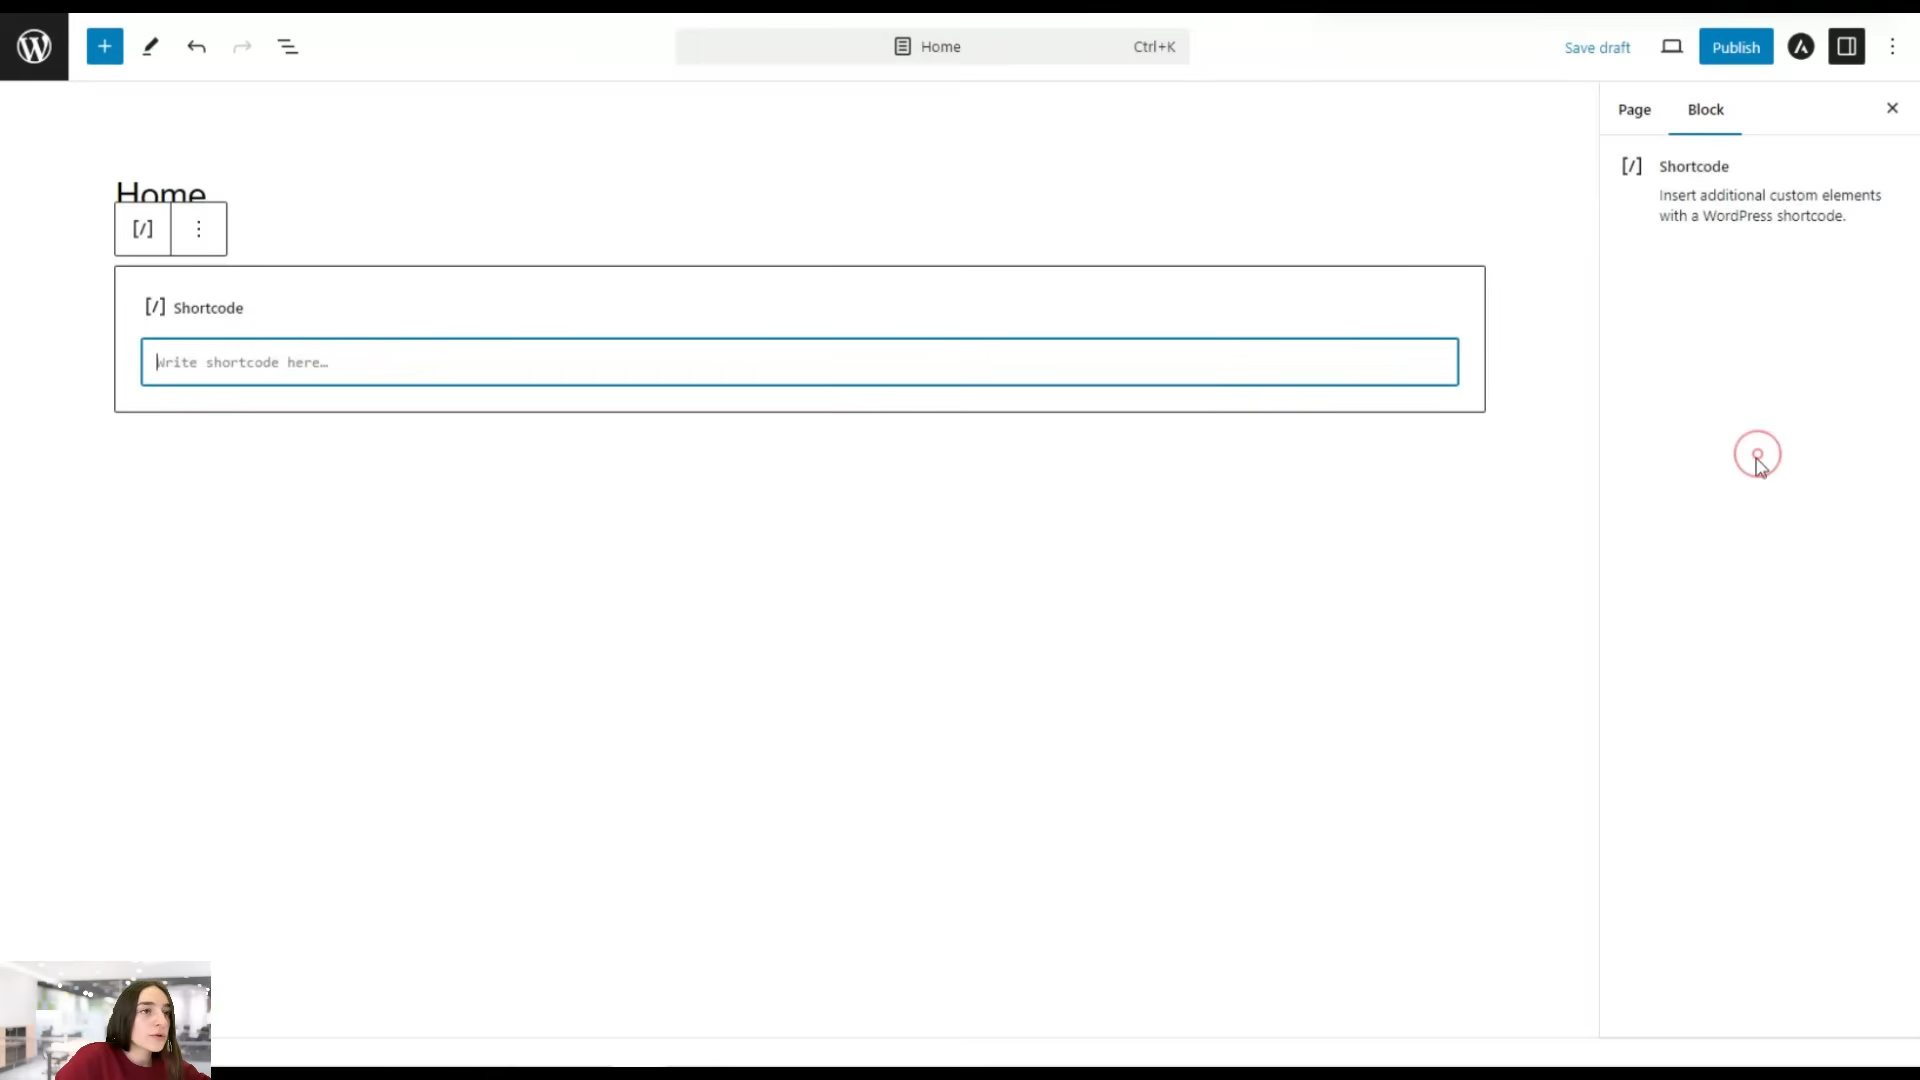 Home
Ctrl+K
Save draft
Publish
Page
Block
[/] Shortcode
Insert additional custom elements
with a WordPress shortcode.
Home
[/]
[/] Shortcode
Write shortcode here…